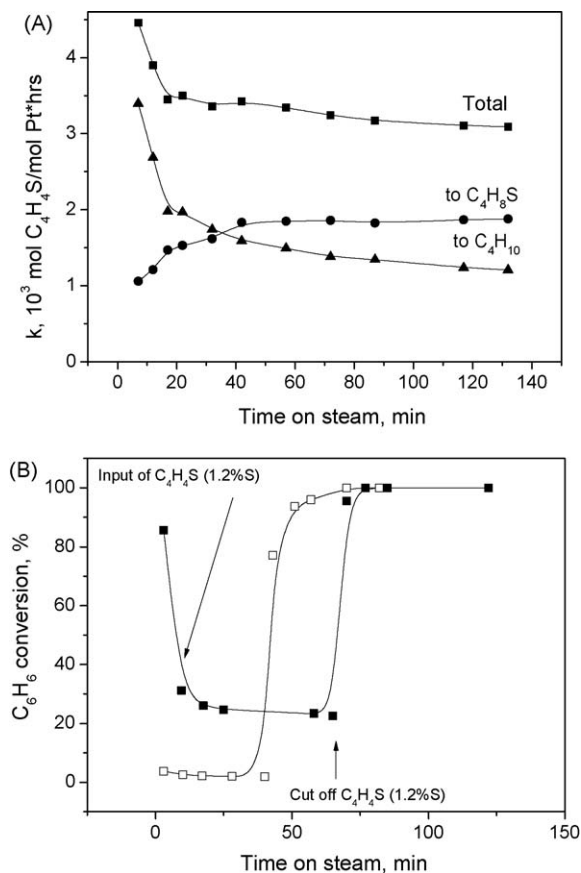 (A)
4
3
2
1
0
k, 10³ mol C₄H₄S/mol Pt*hrs
Total
to C₄H₈S
to C₄H₁₀
0 20 40 60 80 100 120 140
Time on steam, min
(B)
Input of C₄H₄S (1.2%S)
100
80
60
40
20
0
C₆H₆ conversion, %
Cut off C₄H₄S (1.2%S)
0 50 100 150
Time on steam, min